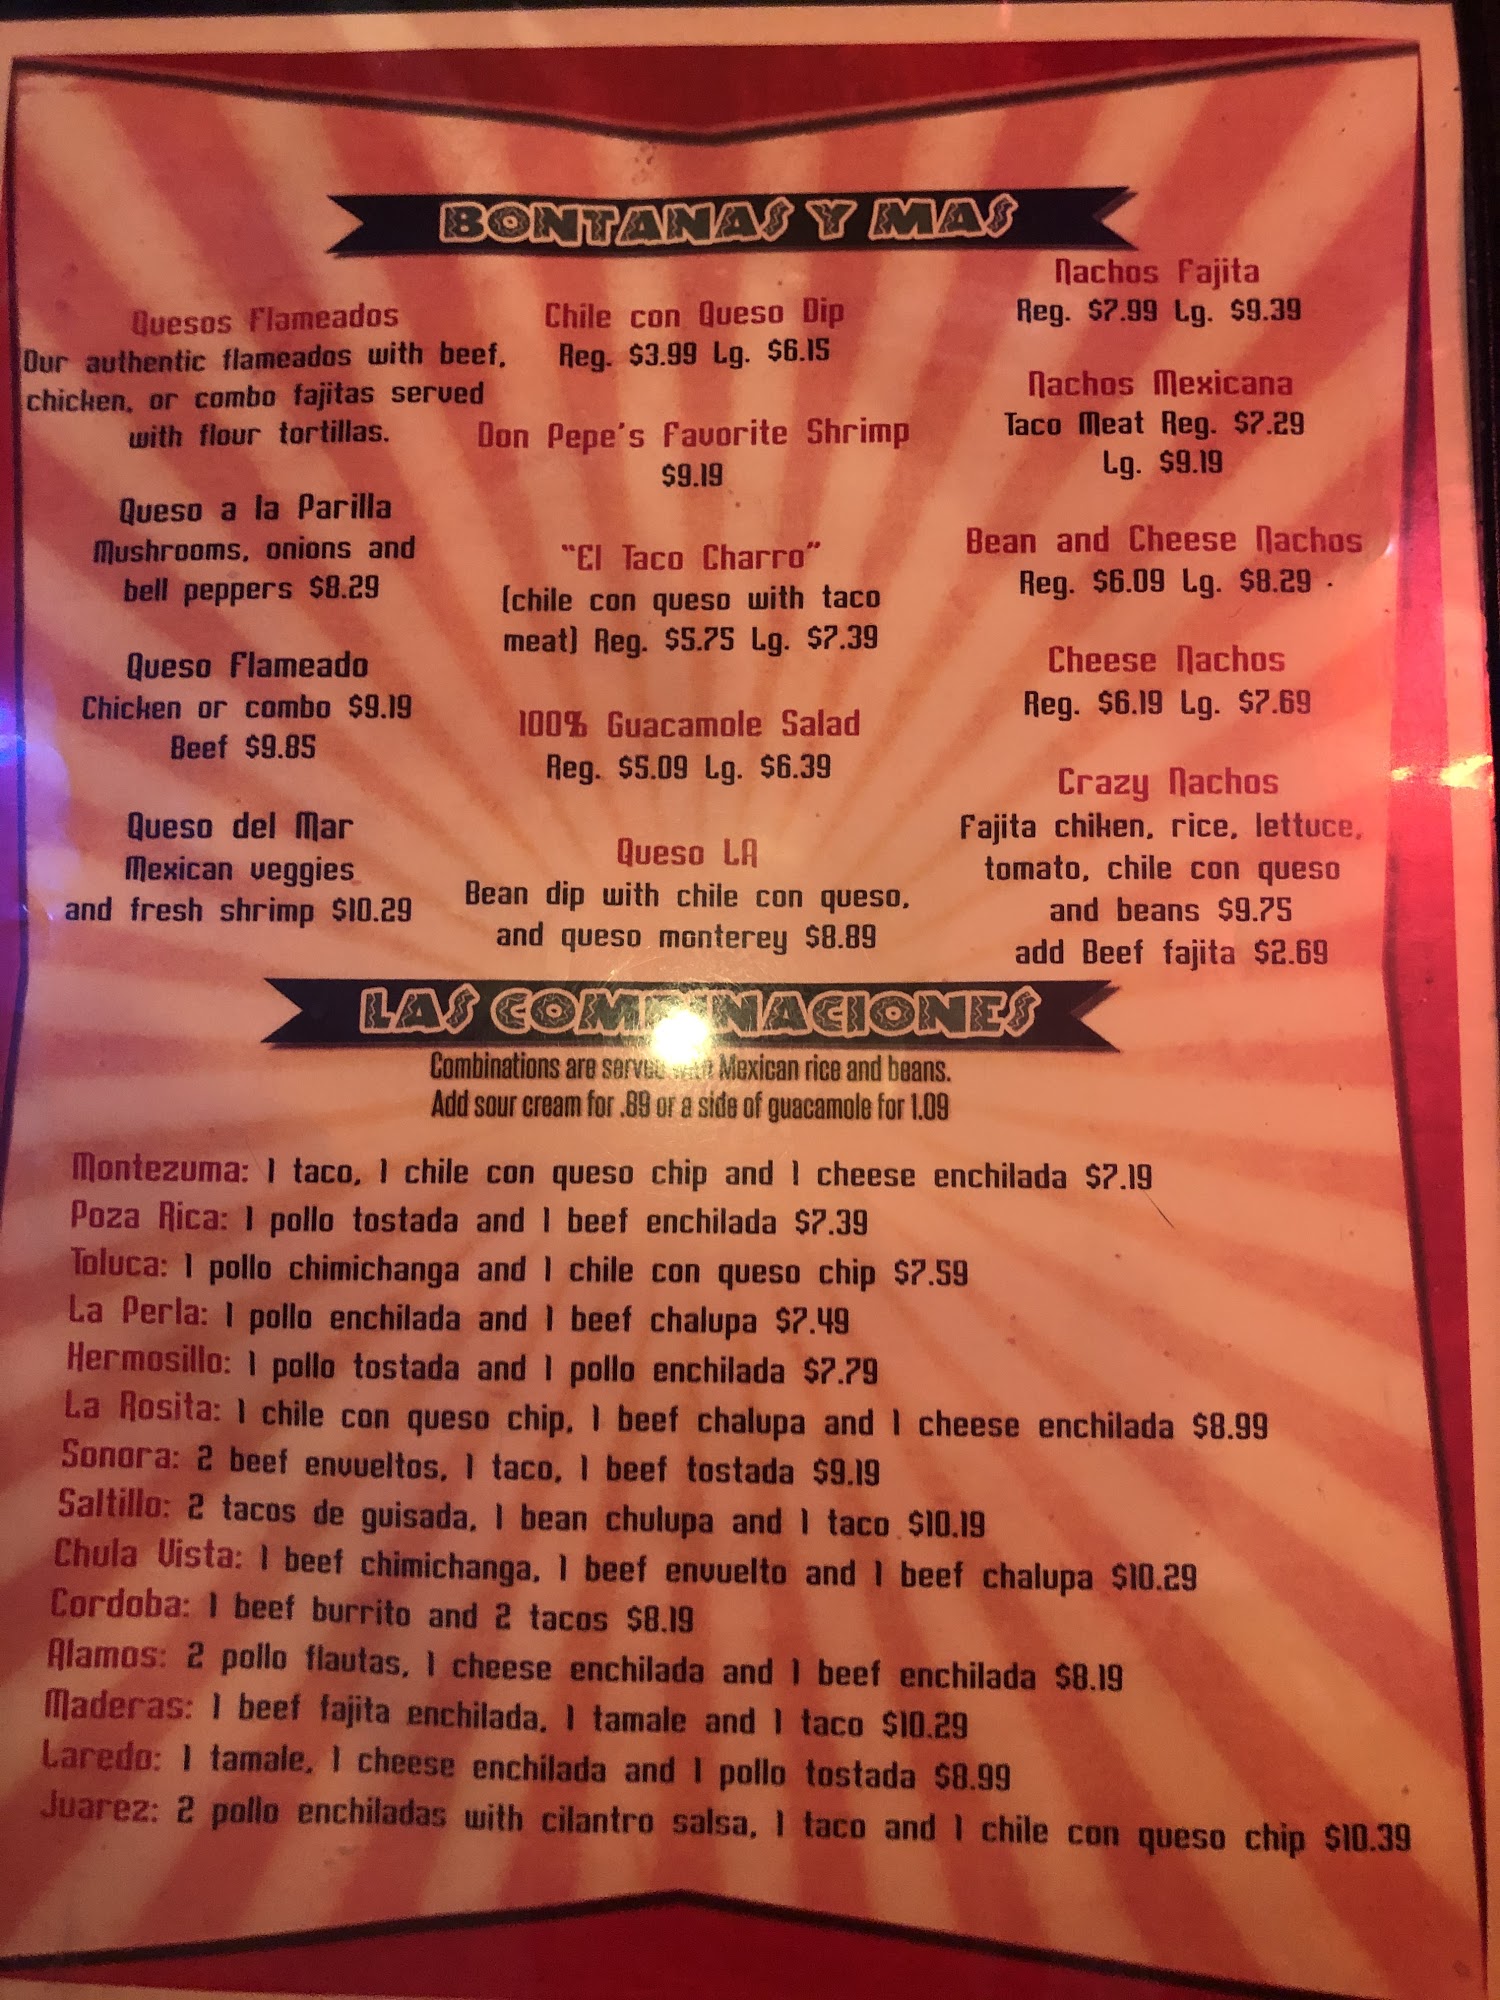 BONTANAS Y MAS
Quesos Flameados
Our authentic flameados with beef,
chicken, or combo fajitas served
with flour tortillas.
Queso a la Parilla
Mushrooms, onions and
bell peppers $8.29
Queso Flameado
Chicken or combo $9.19
Beef $9.85
Queso del Mar
Mexican veggies
and fresh shrimp $10.29
Chile con Queso Dip
Reg. $3.99 Lg. $6.15
Don Pepe's Favorite Shrimp
$9.19
"El Taco Charro"
(chile con queso with taco
meat) Reg. $5.75 Lg. $7.39
100% Guacamole Salad
Reg. $5.09 Lg. $6.39
Queso LA
Bean dip with chile con queso,
and queso monterey $8.89
Nachos Fajita
Reg. $7.99 Lg. $9.39
Nachos Mexicana
Taco Meat Reg. $7.29
Lg. $9.19
Bean and Cheese Nachos
Reg. $6.09 Lg. $8.29 .
Cheese Nachos
Reg. $6.19 Lg. $7.69
Crazy Nachos
Fajita chiken, rice, lettuce,
tomato, chile con queso
and beans $9.75
add Beef fajita $2.69
LAS COMBINACIONES
Combinations are served with Mexican rice and beans.
Add sour cream for .69 or a side of guacamole for 1.09
Montezuma: 1 taco, 1 chile con queso chip and 1 cheese enchilada $7.19
Poza Rica: 1 pollo tostada and 1 beef enchilada $7.39
Toluca: 1 pollo chimichanga and 1 chile con queso chip $7.59
La Perla: 1 pollo enchilada and 1 beef chalupa $7.49
Hermosillo: 1 pollo tostada and 1 pollo enchilada $7.79
La Rosita: 1 chile con queso chip, 1 beef chalupa and 1 cheese enchilada $8.99
Sonora: 2 beef envueltos, 1 taco, 1 beef tostada $9.19
Saltillo: 2 tacos de guisada, 1 bean chulupa and 1 taco $10.19
Chula Vista: 1 beef chimichanga, 1 beef envuelto and 1 beef chalupa $10.29
Cordoba: 1 beef burrito and 2 tacos $8.19
Alamos: 2 pollo flautas, 1 cheese enchilada and 1 beef enchilada $8.19
Maderas: 1 beef fajita enchilada, 1 tamale and 1 taco $10.29
Laredo: 1 tamale, 1 cheese enchilada and 1 pollo tostada $8.99
Juarez: 2 pollo enchiladas with cilantro salsa, 1 taco and 1 chile con queso chip $10.39